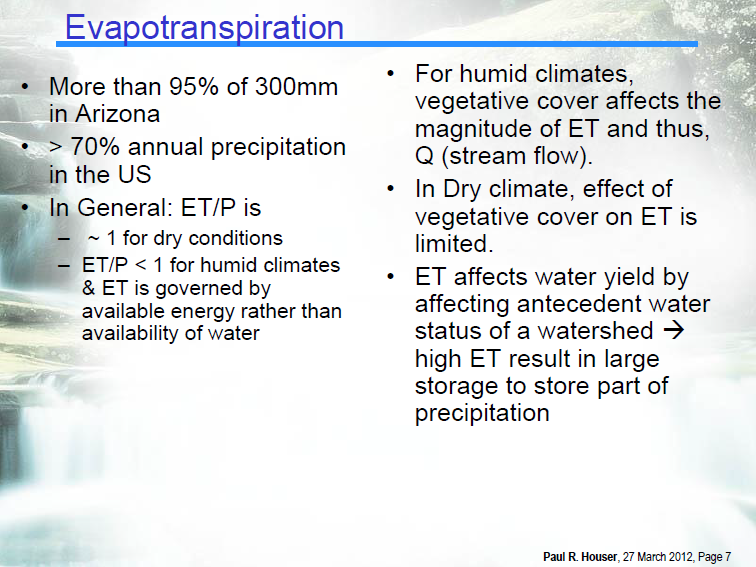 Evapotranspiration
• More than 95% of 300mm
in Arizona
• > 70% annual precipitation
in the US
• In General: ET/P is
– ~ 1 for dry conditions
– ET/P < 1 for humid climates
& ET is governed by
available energy rather than
availability of water
• For humid climates,
vegetative cover affects the
magnitude of ET and thus,
Q (stream flow).
• In Dry climate, effect of
vegetative cover on ET is
limited.
• ET affects water yield by
affecting antecedent water
status of a watershed →
high ET result in large
storage to store part of
precipitation
Paul R. Houser, 27 March 2012, Page 7